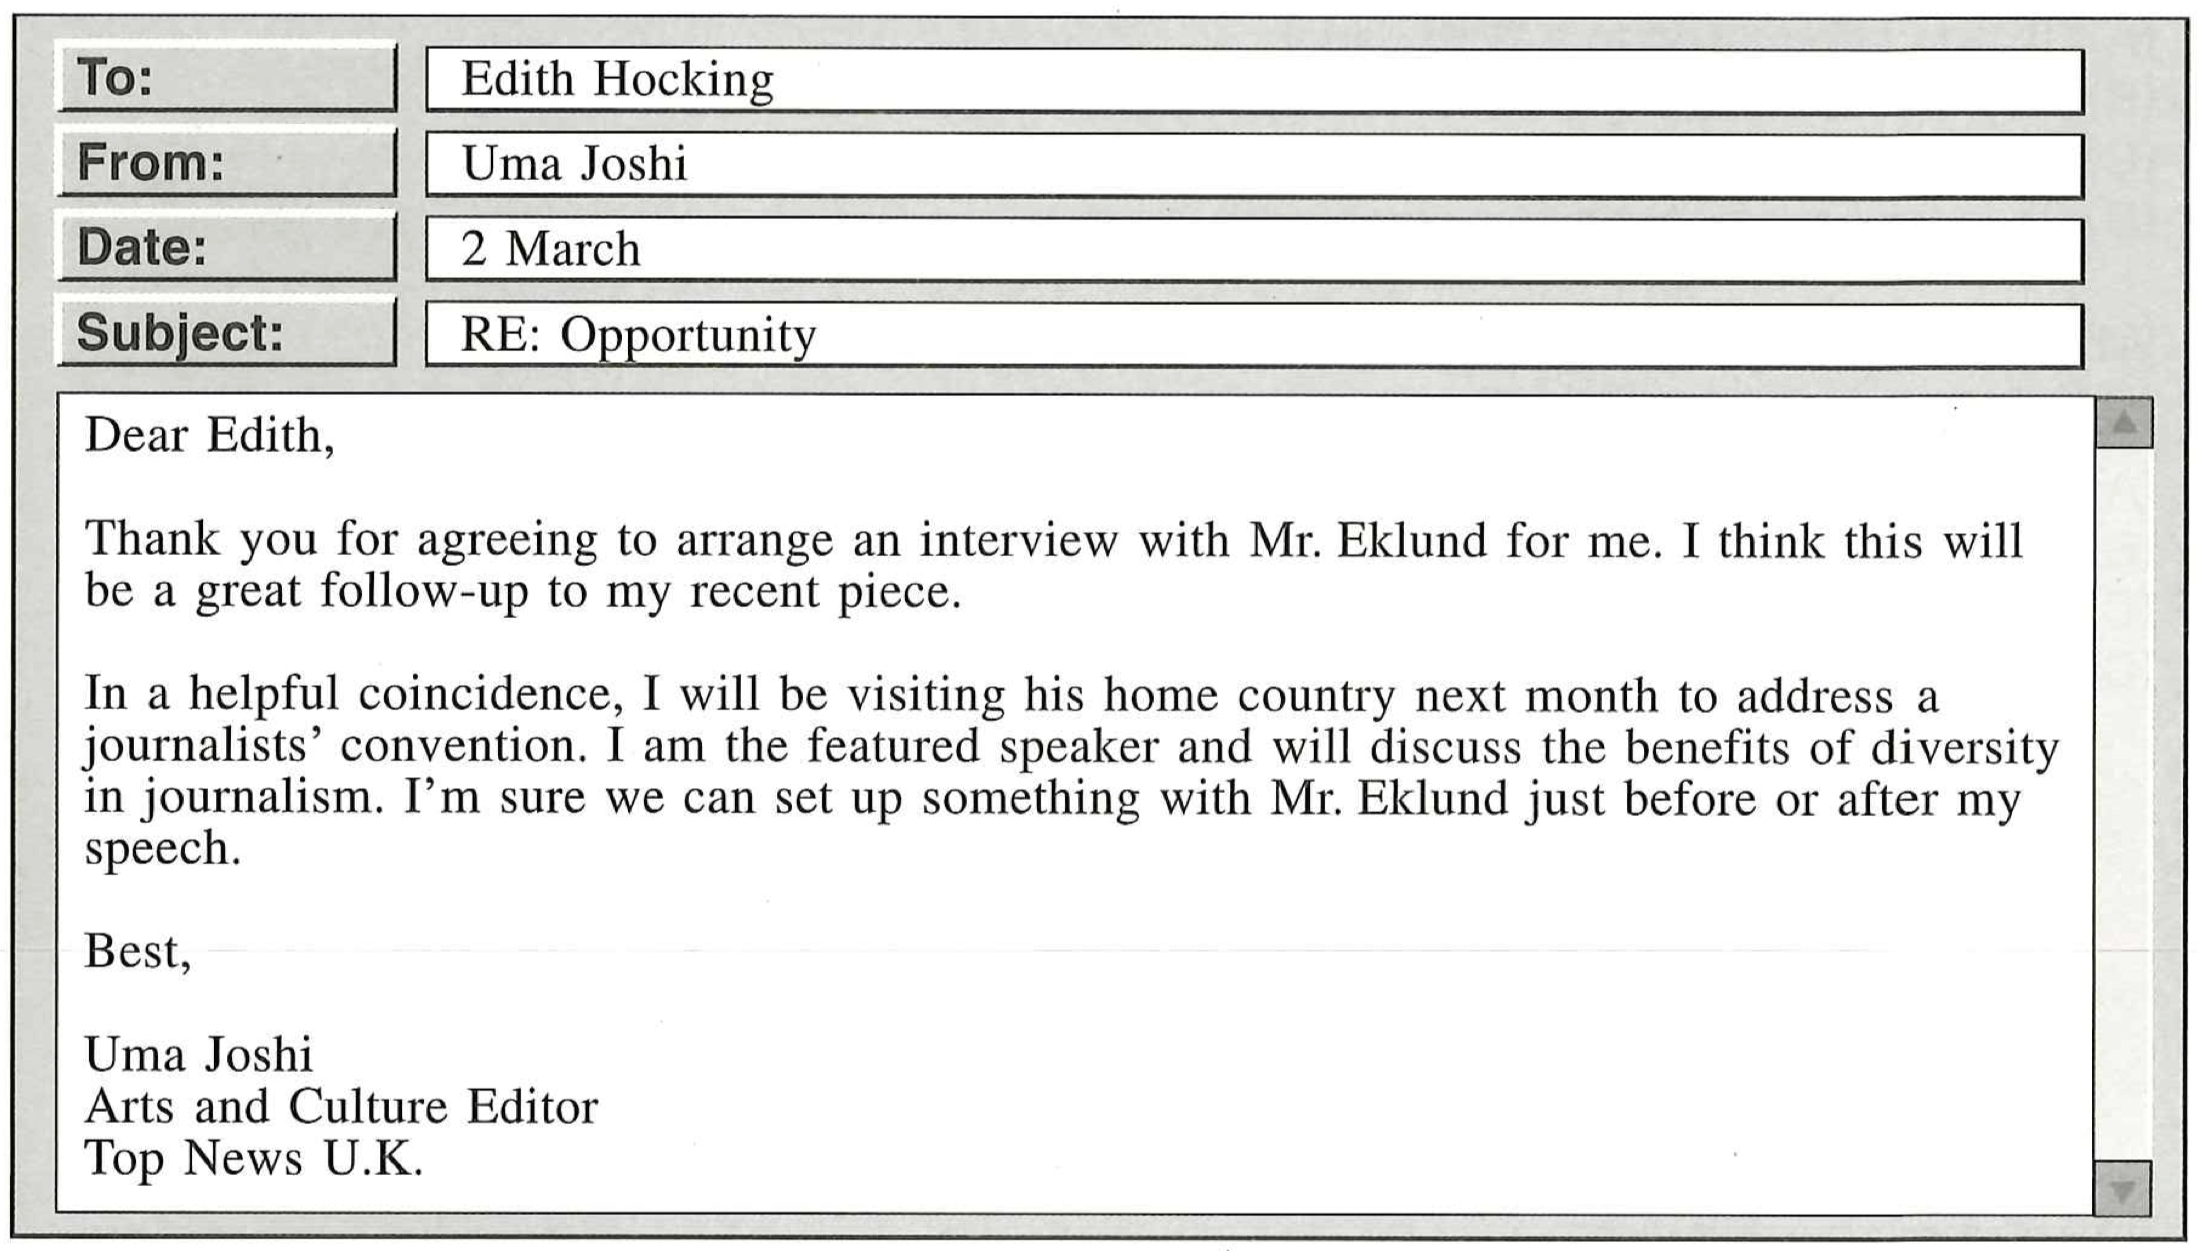 To: Edith Hocking
From: Uma Joshi
Date: 2 March
Subject: RE: Opportunity
Dear Edith,
Thank you for agreeing to arrange an interview with Mr. Eklund for me. I think this will
be a great follow-up to my recent piece.
In a helpful coincidence, I will be visiting his home country next month to address a
journalists’ convention. I am the featured speaker and will discuss the benefits of diversity
in journalism. I’m sure we can set up something with Mr. Eklund just before or after my
speech.
Best,
Uma Joshi
Arts and Culture Editor
Top News U.K.